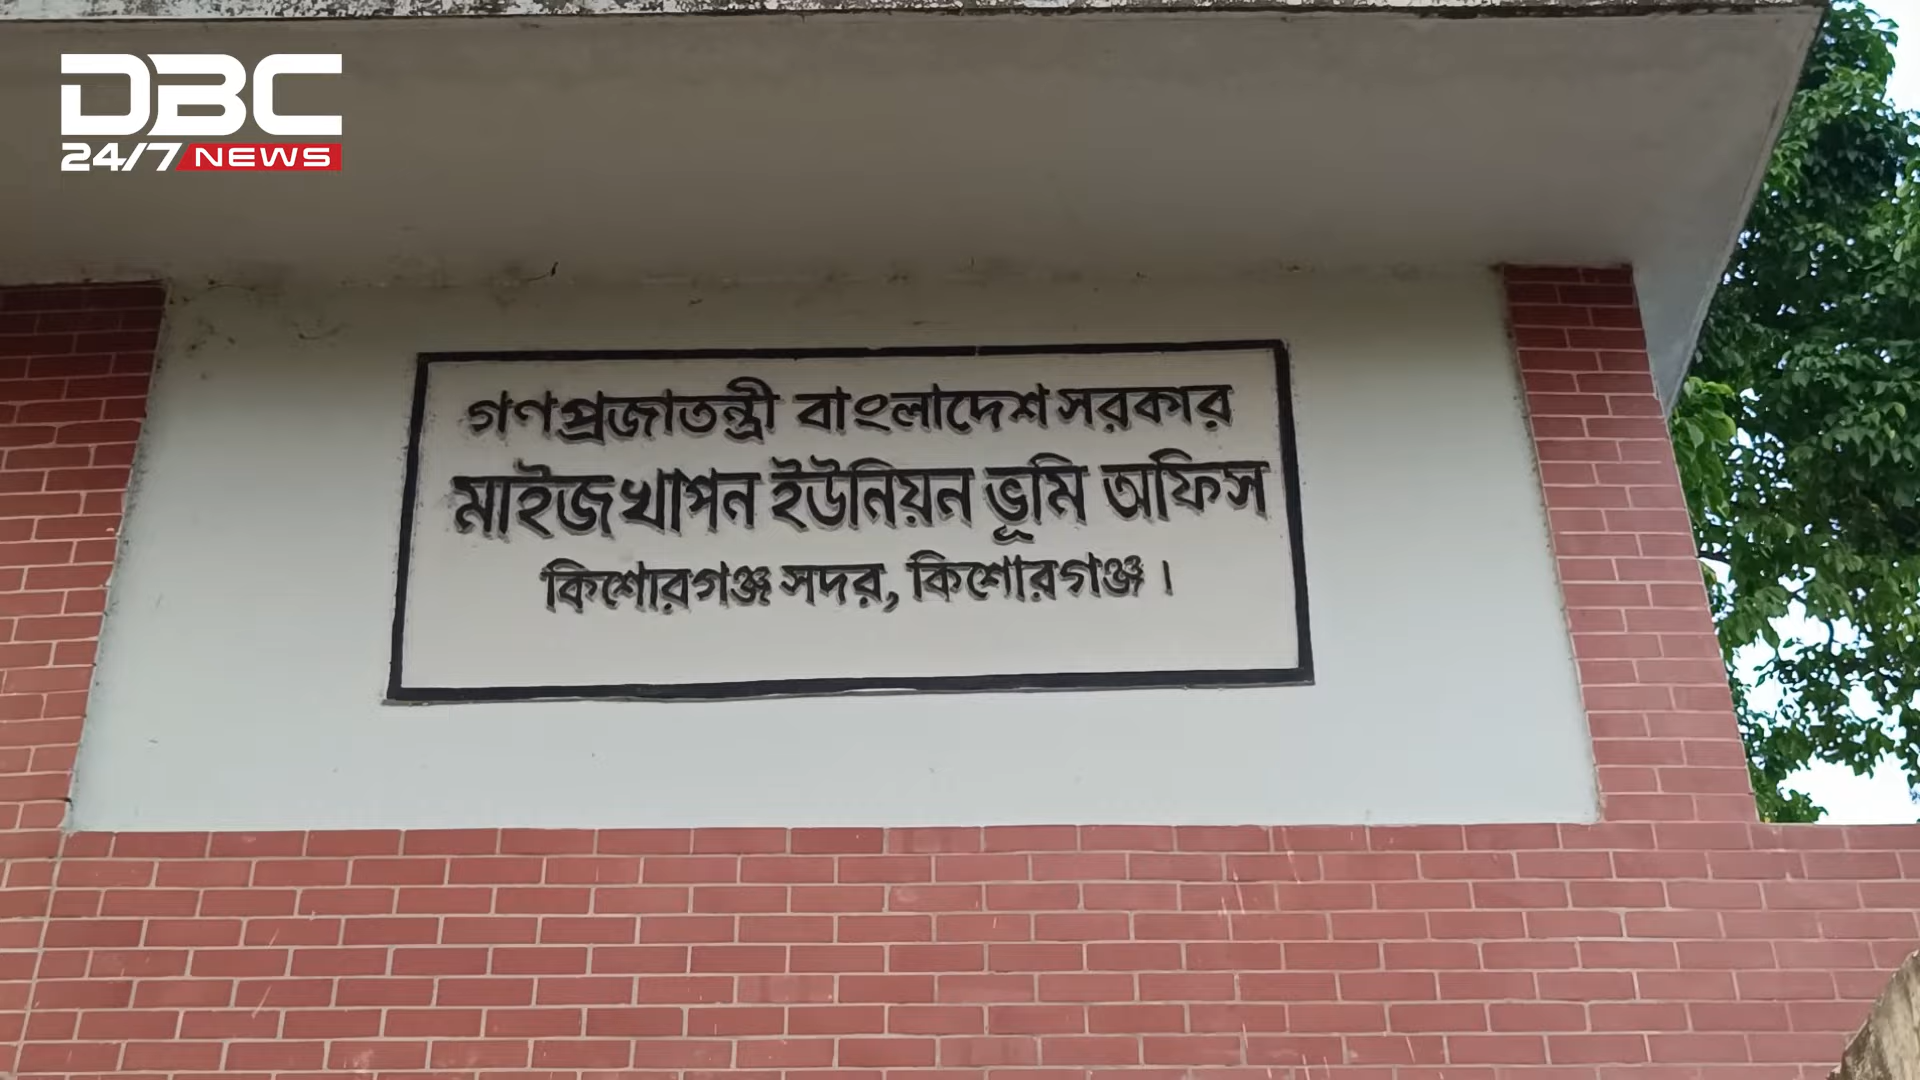 DBC
24/7 NEWS
গণপ্রজাতন্ত্রী বাংলাদেশ সরকার
মাইজখাপন ইউনিয়ন ভূমি অফিস
কিশোরগঞ্জ সদর, কিশোরগঞ্জ।